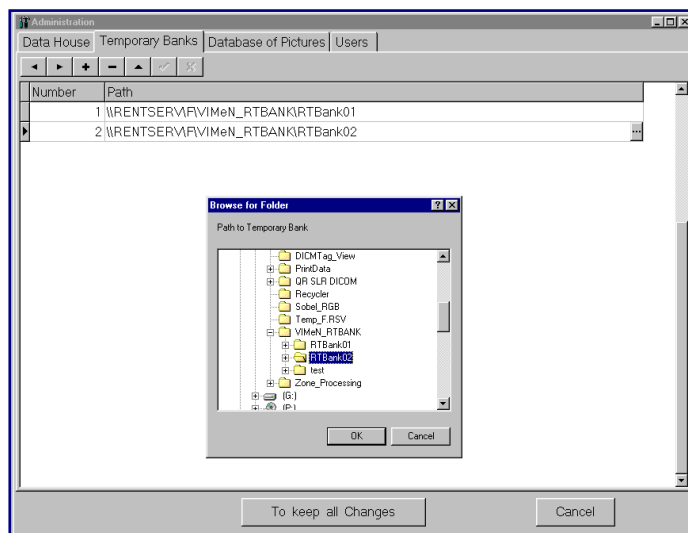 Administration
Data House Temporary Banks Database of Pictures Users
Number Path
1 \\RENTSERV\F\VIMeN_RTBANK\RTBank01
2 \\RENTSERV\F\VIMeN_RTBANK\RTBank02 ...
Browse for Folder
Path to Temporary Bank
DICMTag_View
PrintData
QR SLR DICOM
Recycler
Sobel_RGB
Temp_F.RSV
VIMeN_RTBANK
RTBank01
RTBank02
test
Zone_Processing
(G:)
(P:)
OK Cancel
To keep all Changes Cancel